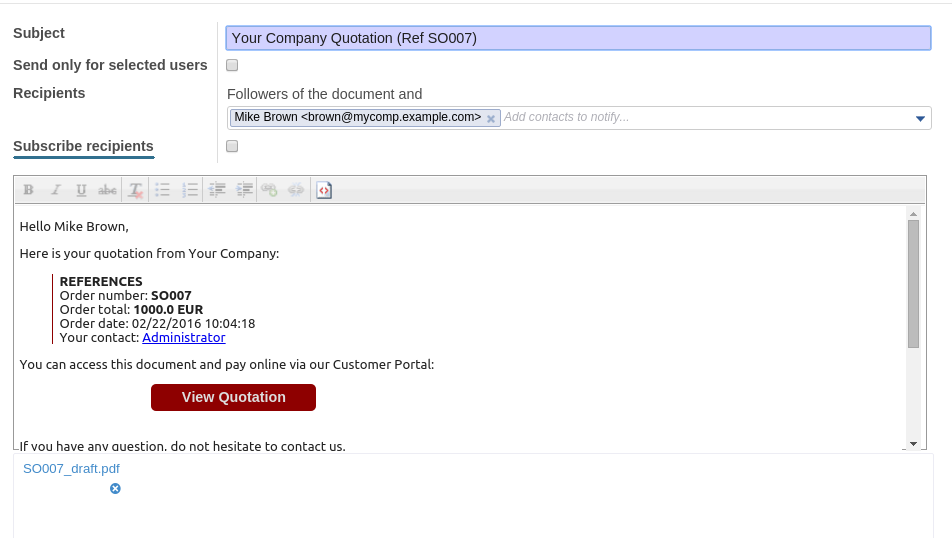 Subject
Your Company Quotation (Ref SO007)
Send only for selected users
Recipients
Followers of the document and
Mike Brown <brown@mycomp.example.com> × Add contacts to notify...
Subscribe recipients
B I U abc T
Hello Mike Brown,
Here is your quotation from Your Company:
REFERENCES
Order number: SO007
Order total: 1000.0 EUR
Order date: 02/22/2016 10:04:18
Your contact: Administrator
You can access this document and pay online via our Customer Portal:
View Quotation
If you have any question, do not hesitate to contact us.
SO007_draft.pdf